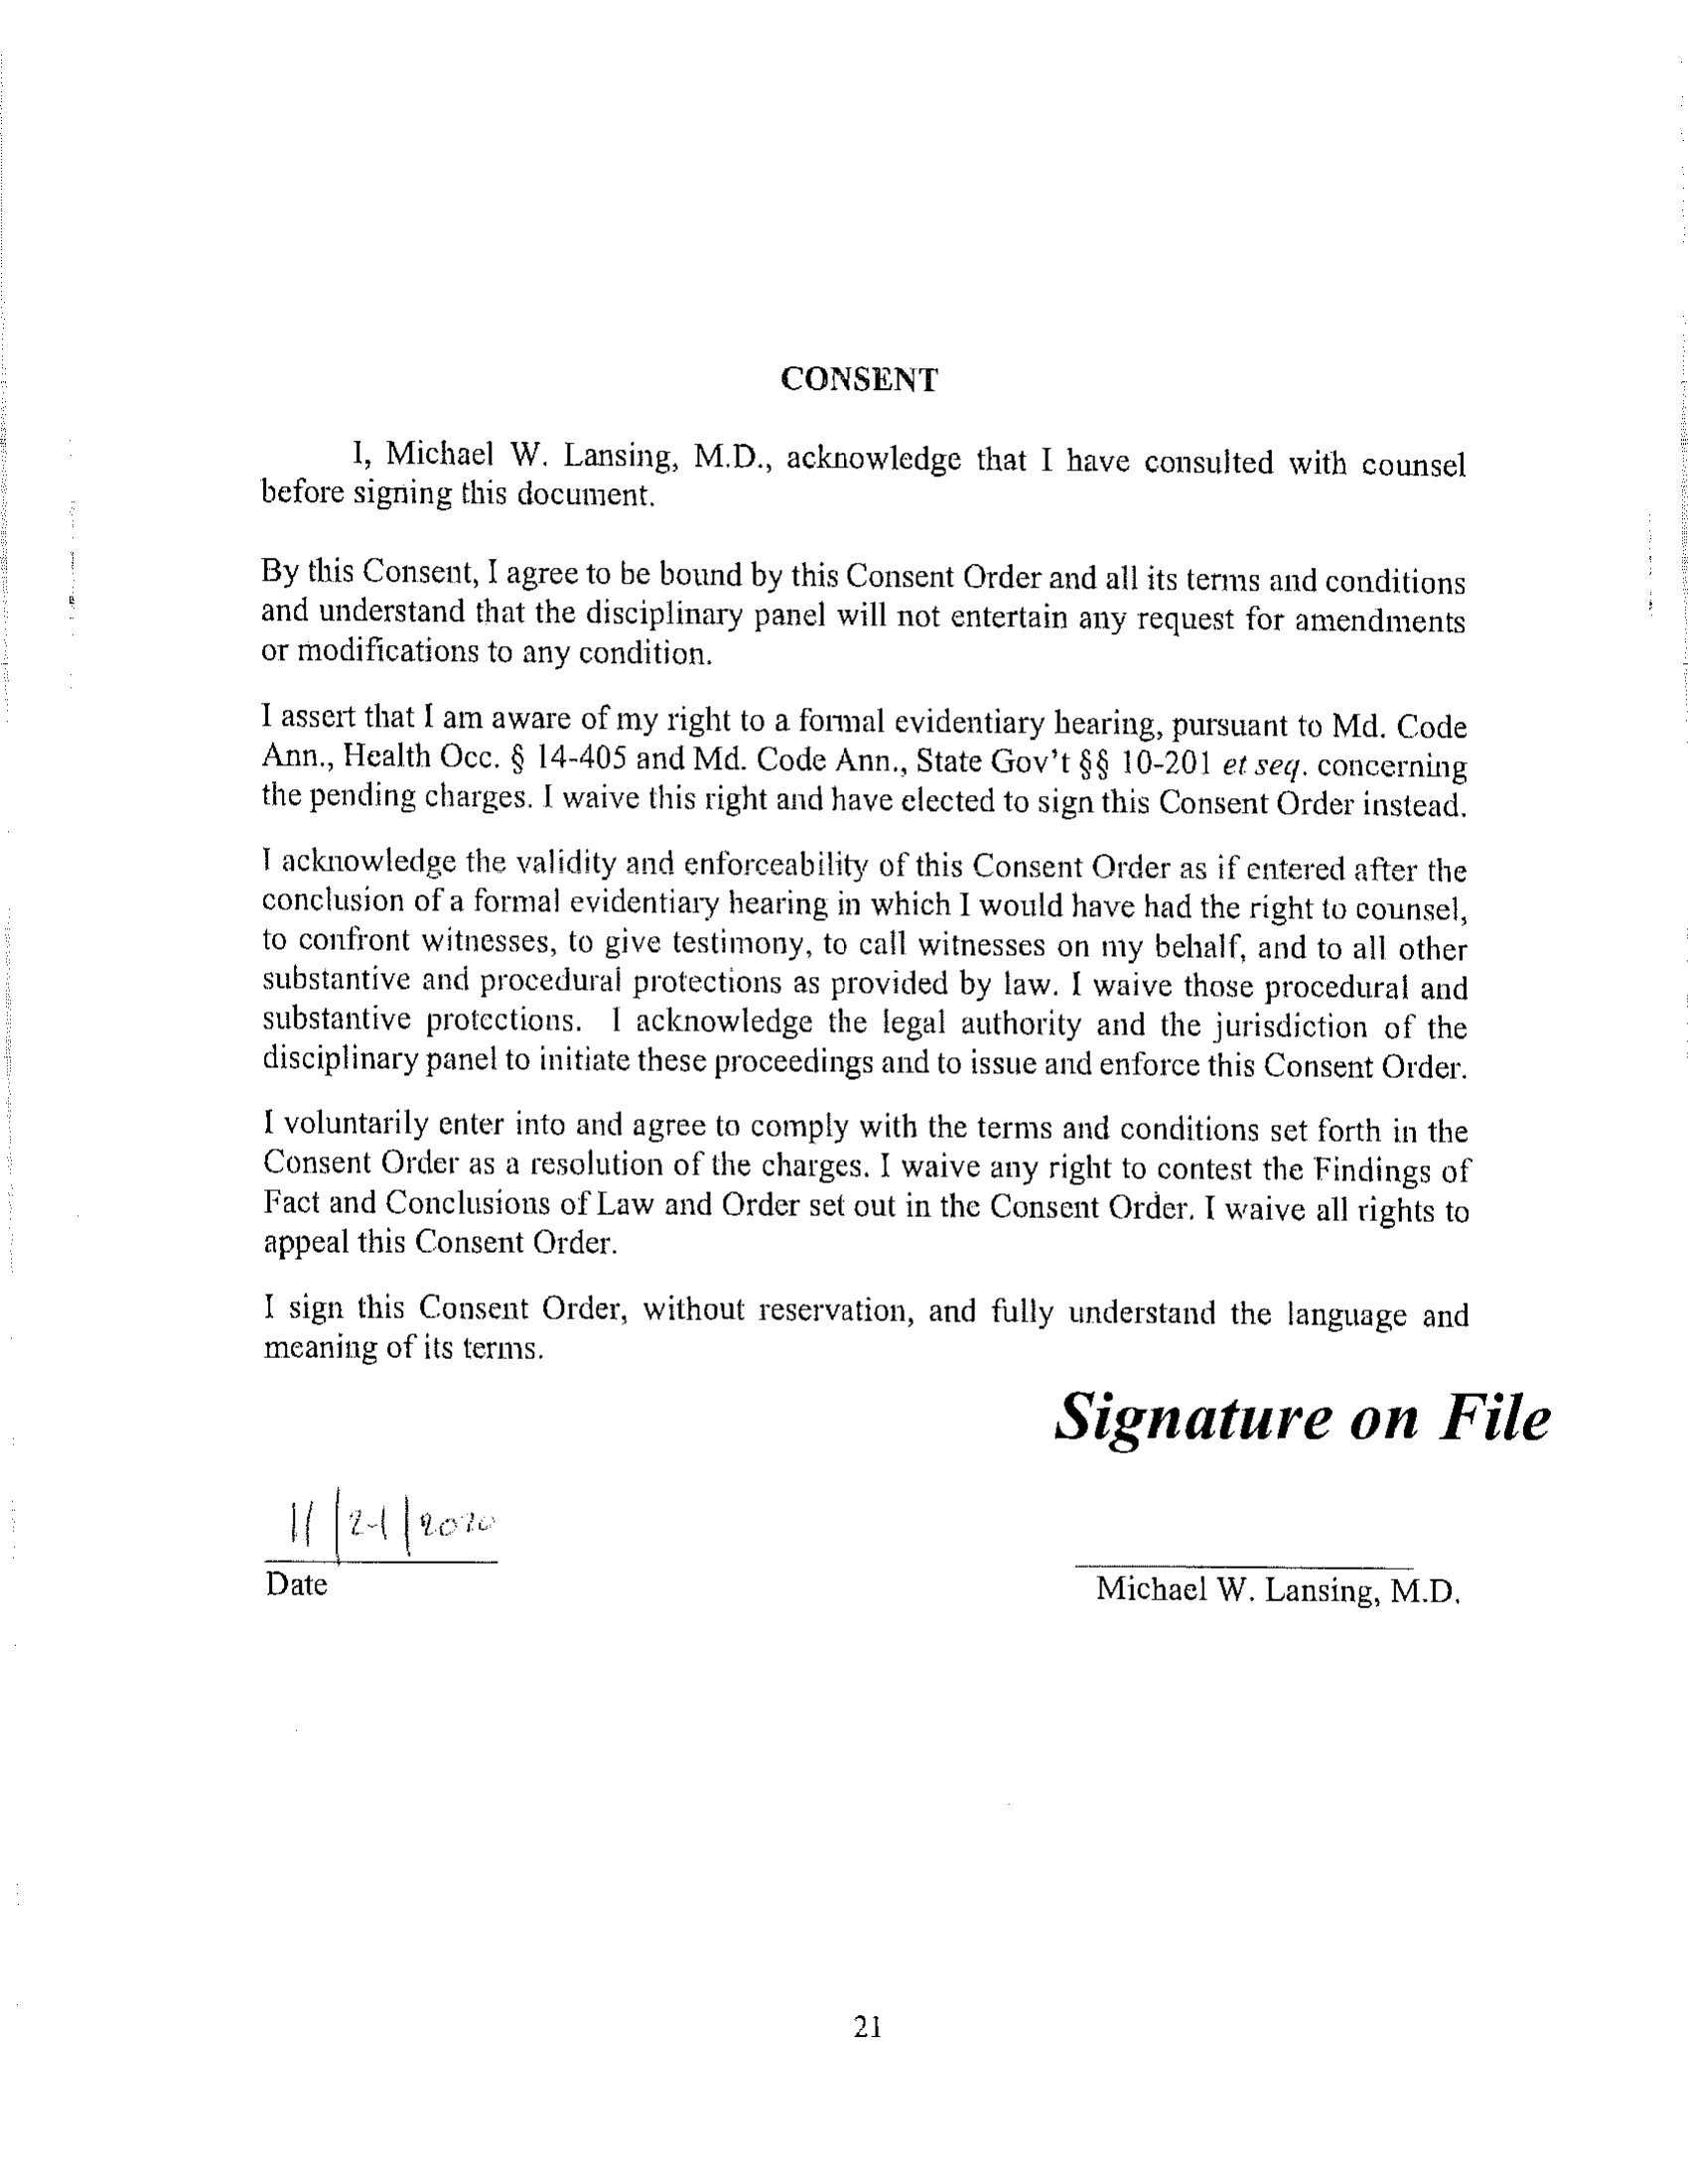 CONSENT
I, Michael W. Lansing, M.D., acknowledge that I have consulted with counsel
before signing this document.
By this Consent, I agree to be bound by this Consent Order and all its terms and conditions
and understand that the disciplinary panel will not entertain any request for amendments
or modifications to any condition.
I assert that I am aware of my right to a formal evidentiary hearing, pursuant to Md. Code
Ann., Health Occ. § 14-405 and Md. Code Ann., State Gov't §§ 10-201 et seq. concerning
the pending charges. I waive this right and have elected to sign this Consent Order instead.
I acknowledge the validity and enforceability of this Consent Order as if entered after the
conclusion of a formal evidentiary hearing in which I would have had the right to counsel,
to confront witnesses, to give testimony, to call witnesses on my behalf, and to all other
substantive and procedural protections as provided by law. I waive those procedural and
substantive protections. I acknowledge the legal authority and the jurisdiction of the
disciplinary panel to initiate these proceedings and to issue and enforce this Consent Order.
I voluntarily enter into and agree to comply with the terms and conditions set forth in the
Consent Order as a resolution of the charges. I waive any right to contest the Findings of
Fact and Conclusions of Law and Order set out in the Consent Order. I waive all rights to
appeal this Consent Order.
I sign this Consent Order, without reservation, and fully understand the language and
meaning of its terms.
Signature on File
11/21/2020
Date
Michael W. Lansing, M.D.
21